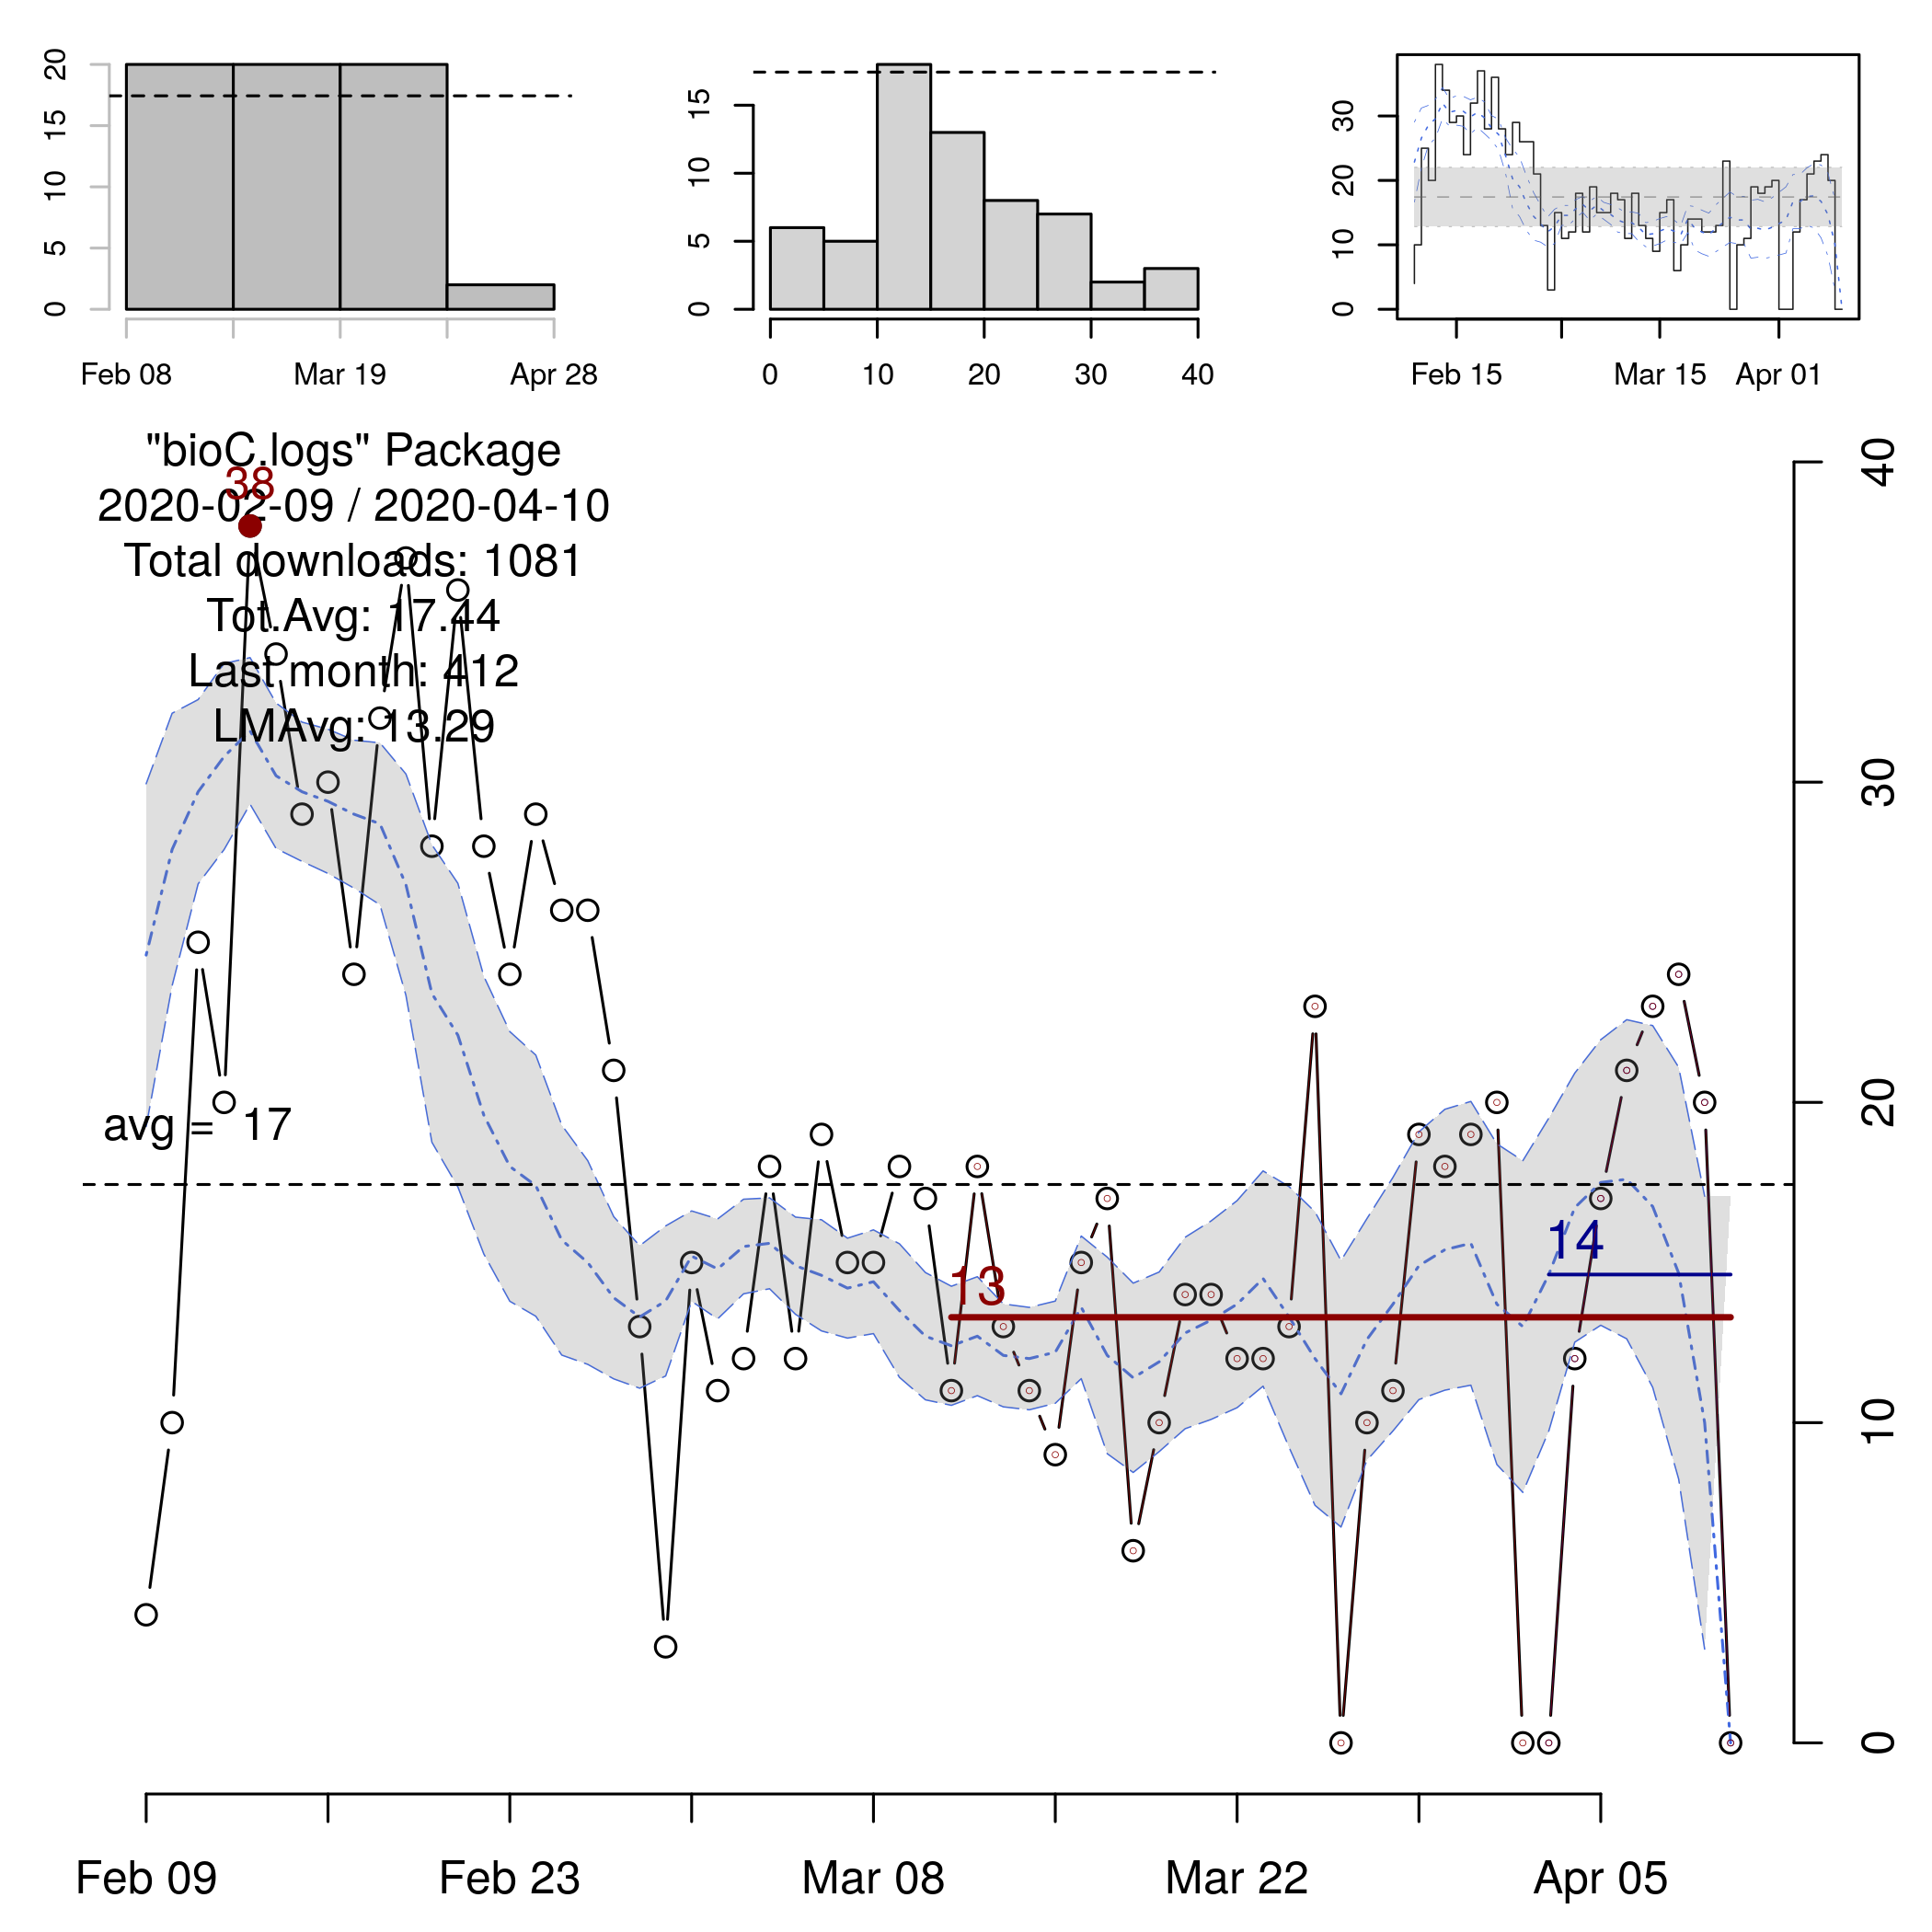 20
15
10
5
0
Feb 08 Mar 19 Apr 28
15
10
5
0
0 10 20 30 40
30
20
10
0
Feb 15 Mar 15 Apr 01
"bioC.logs" Package
38
2020-02-09 / 2020-04-10
Total downloads: 1081
Tot.Avg: 17.44
Last month: 412
LMAvg: 13.29
avg = 17
13
14
40
30
20
10
0
Feb 09 Feb 23 Mar 08 Mar 22 Apr 05